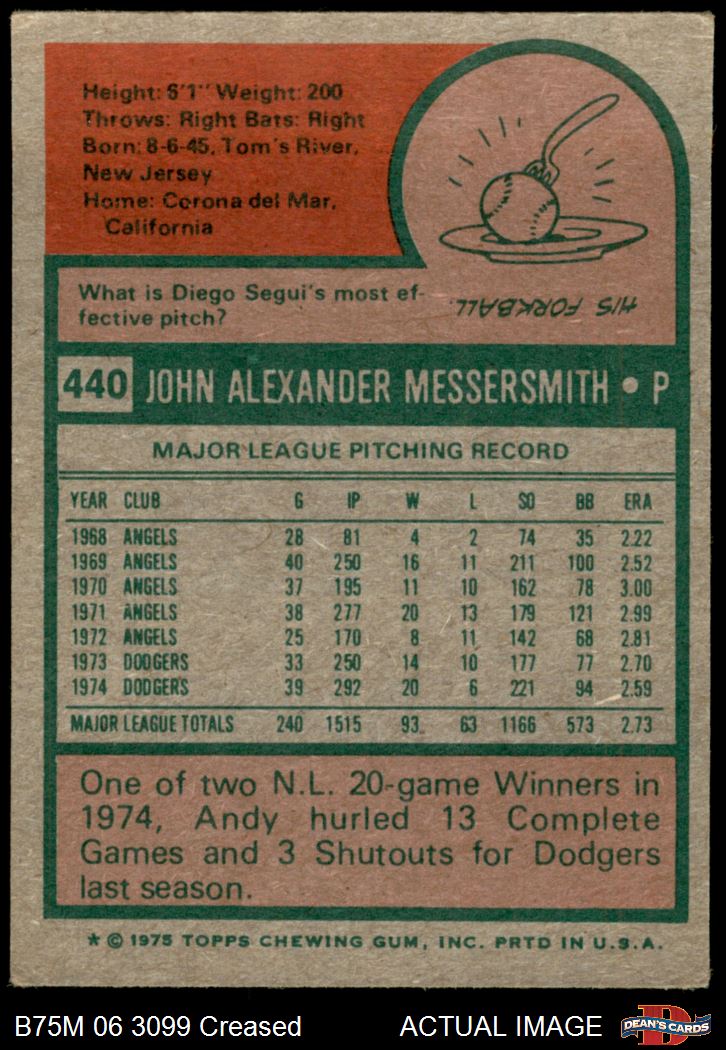 Height: 6'1" Weight: 200
Throws: Right Bats: Right
Born: 8-6-45, Tom's River,
New Jersey
Home: Corona del Mar,
California
What is Diego Segui's most ef-
fective pitch?
HIS FORKBALL.
440 JOHN ALEXANDER MESSERSMITH • P
MAJOR LEAGUE PITCHING RECORD
YEAR CLUB G IP W L SO BB ERA
1968 ANGELS 28 81 4 2 74 35 2.22
1969 ANGELS 40 250 16 11 211 100 2.52
1970 ANGELS 37 195 11 10 162 78 3.00
1971 ANGELS 38 277 20 13 179 121 2.99
1972 ANGELS 25 170 8 11 142 68 2.81
1973 DODGERS 33 250 14 10 177 77 2.70
1974 DODGERS 39 292 20 6 221 94 2.59
MAJOR LEAGUE TOTALS 240 1515 93 63 1166 573 2.73
One of two N.L. 20-game Winners in
1974, Andy hurled 13 Complete
Games and 3 Shutouts for Dodgers
last season.
* © 1975 TOPPS CHEWING GUM, INC. PRTD IN U.S.A.
B75M 06 3099 Creased ACTUAL IMAGE
D
DEAN'S CARDS